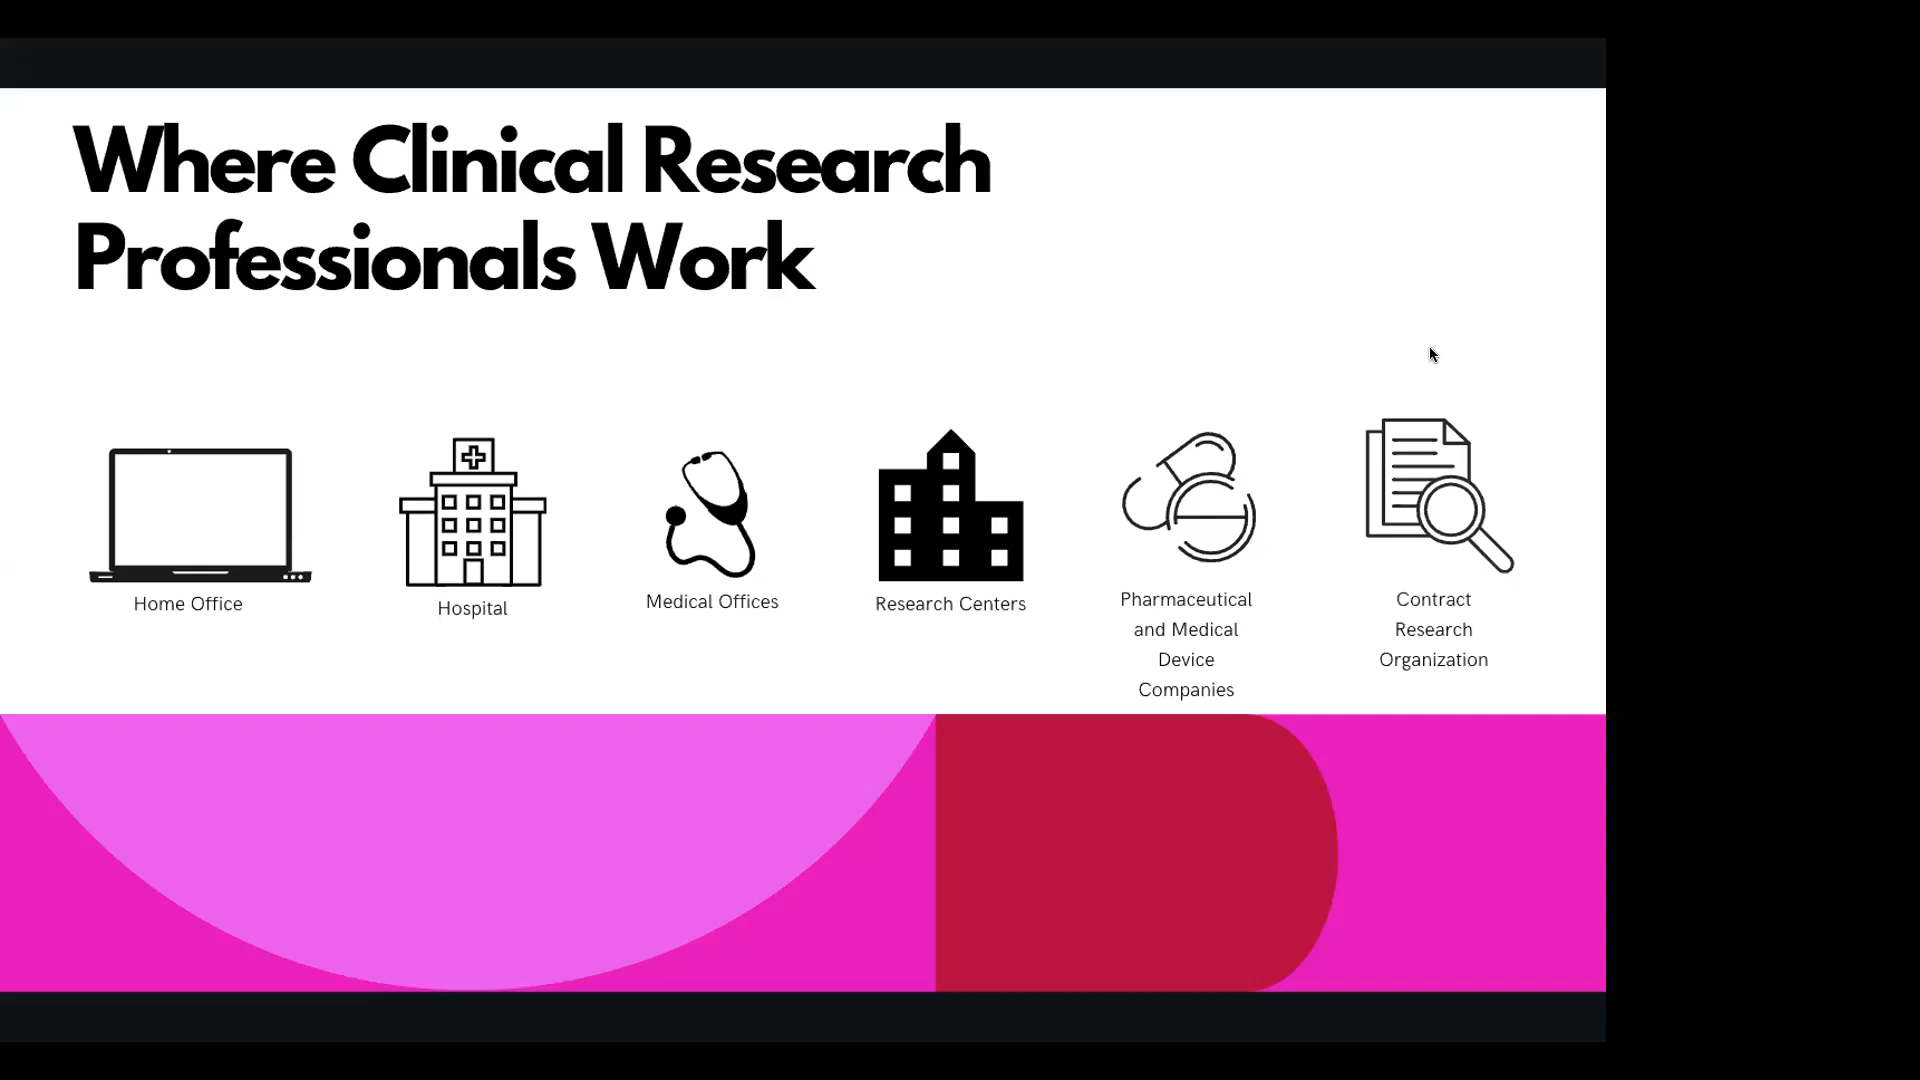 Where Clinical Research
Professionals Work
Home Office
Hospital
Medical Offices
Research Centers
Pharmaceutical
and Medical
Device
Companies
Contract
Research
Organization